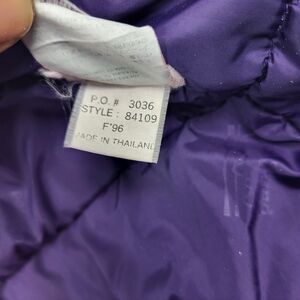 P.O. # 3036
STYLE : 84109
F'96
MADE IN THAILAND